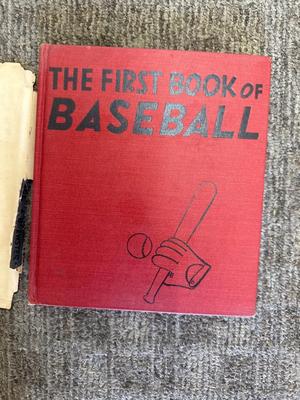 THE FIRST BOOK OF
BASEBALL